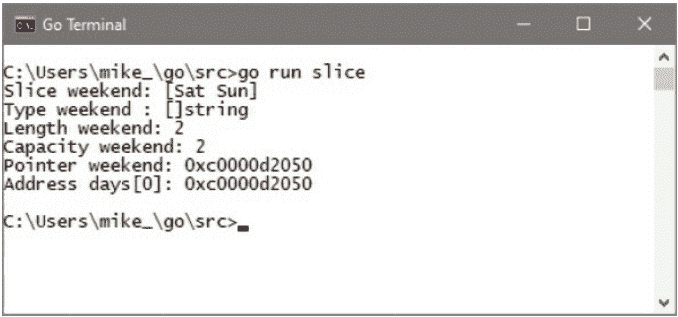 Go Terminal
C:\Users\mike_\go\src>go run slice
Slice weekend: [Sat Sun]
Type weekend : []string
Length weekend: 2
Capacity weekend: 2
Pointer weekend: 0xc0000d2050
Address days[0]: 0xc0000d2050
C:\Users\mike_\go\src>